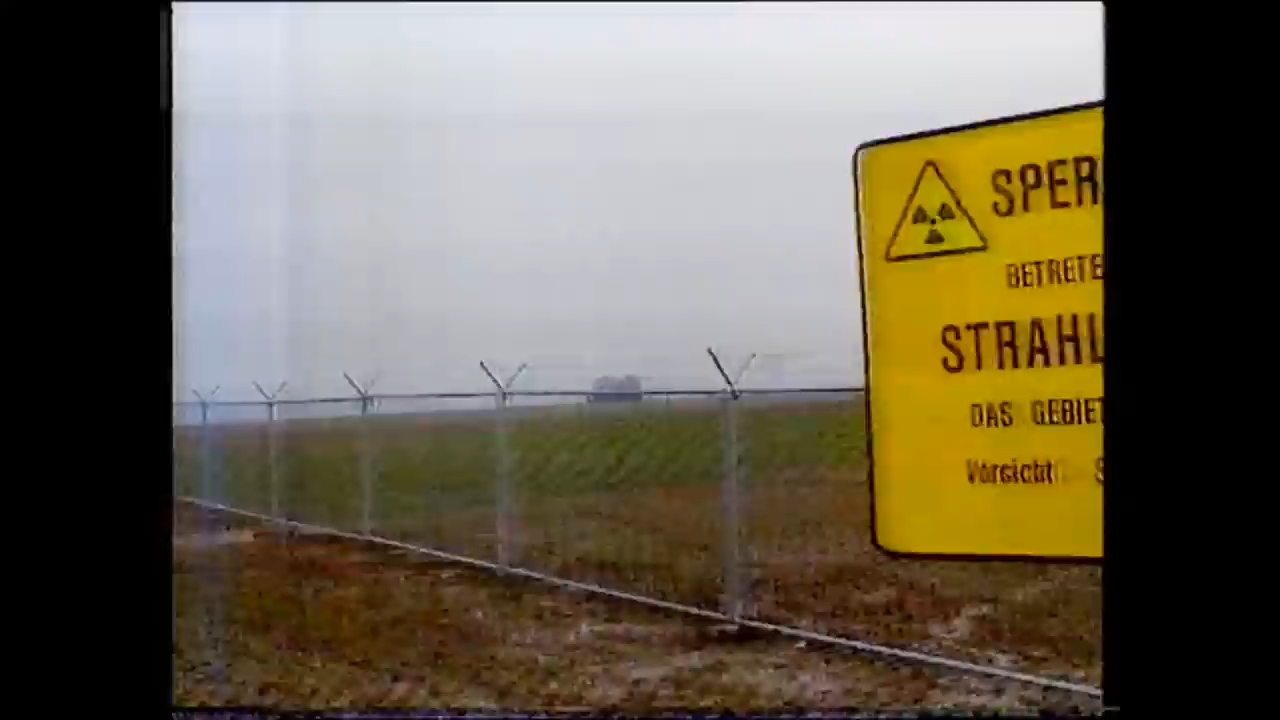 SPER
BETRETE
STRAHL
DAS GEBIET
Vorsicht S